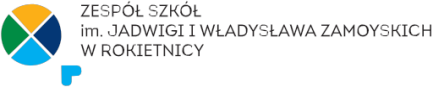 ZESPÓŁ SZKÓŁ
im. JADWIGI I WŁADYSŁAWA ZAMOYSKICH
W ROKIETNICY